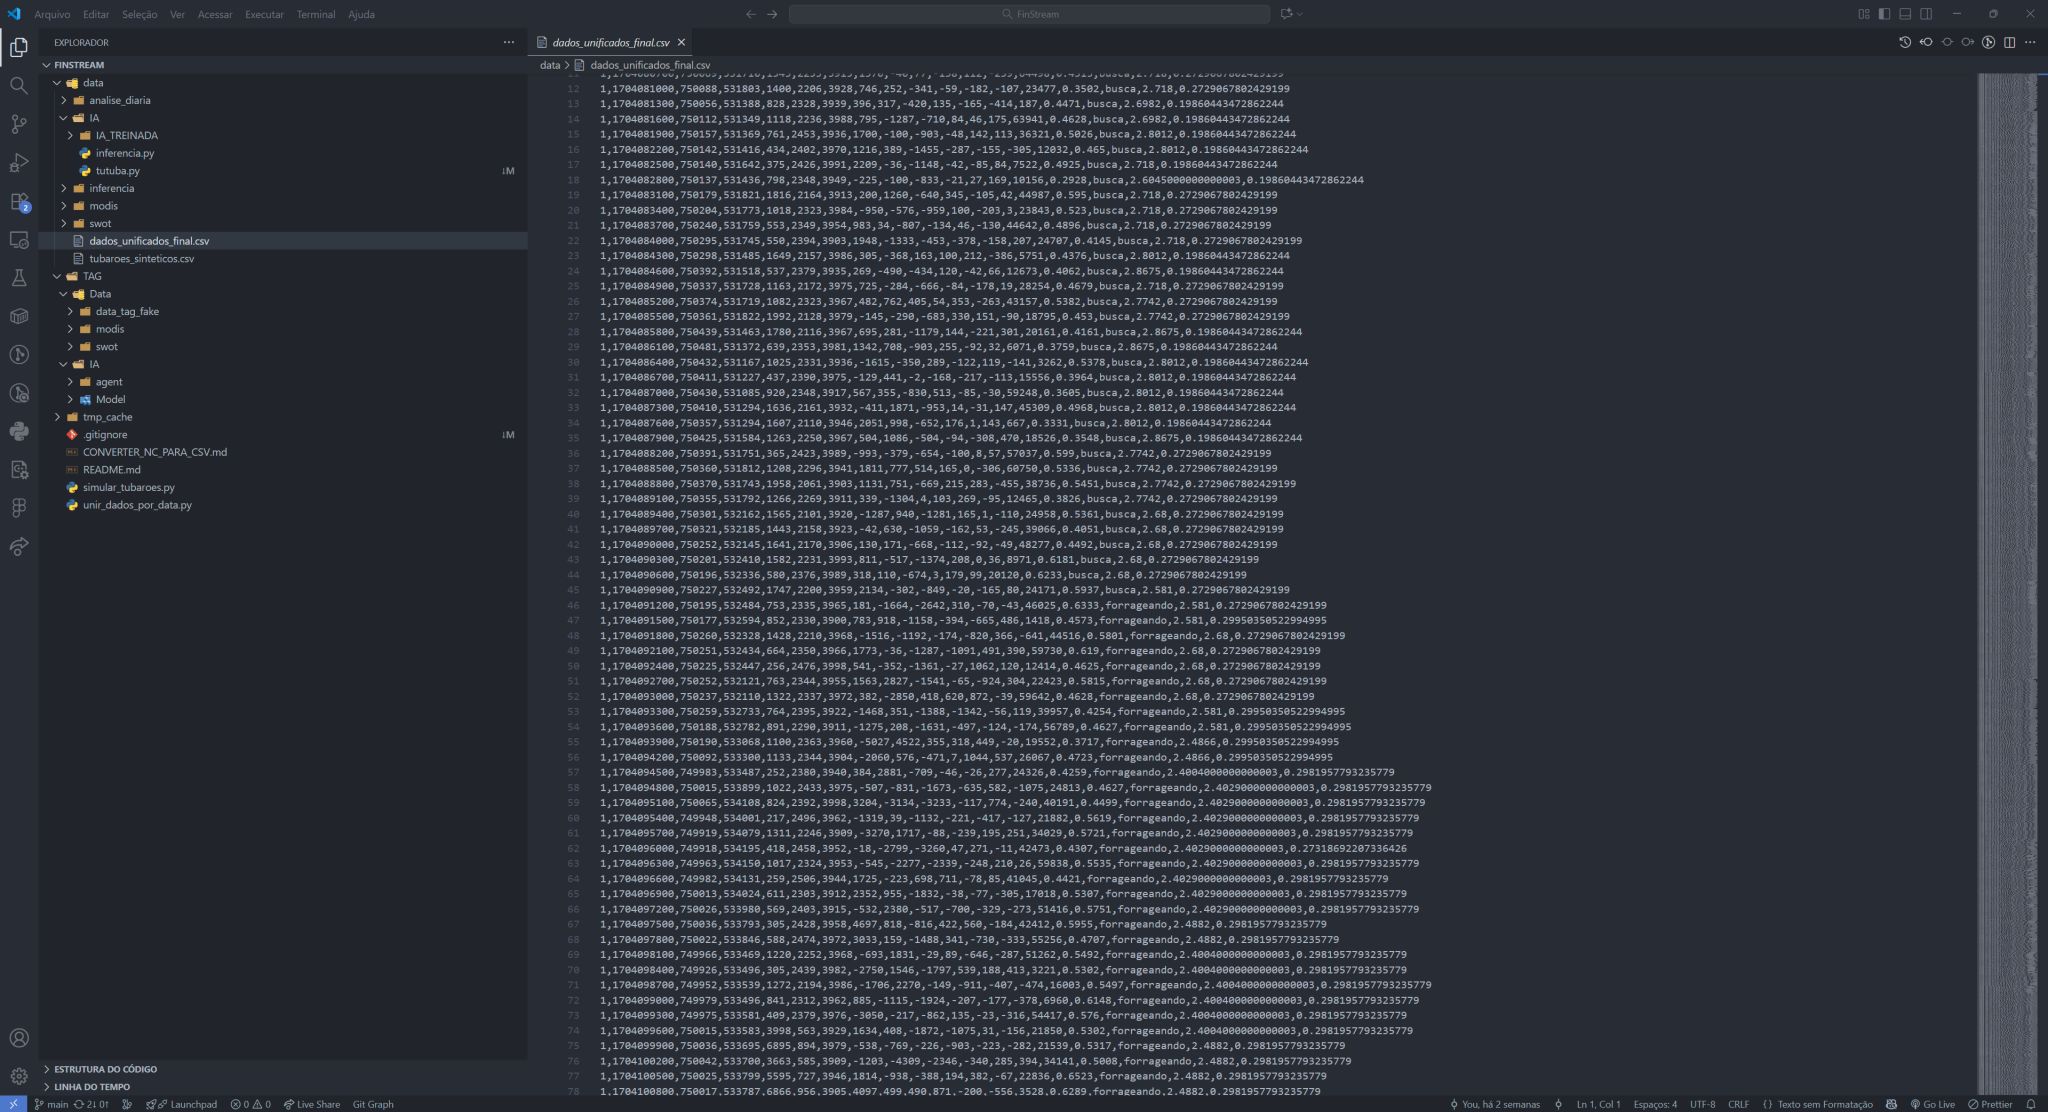 Arquivo Editar Seleção Ver Acessar Executar Terminal Ajuda
FinStream
EXPLORADOR
FINSTREAM
data
analise_diaria
IA
IA_TREINADA
inferencia.py
tutuba.py
↓M
inferencia
modis
swot
dados_unificados_final.csv
tubaroes_sinteticos.csv
TAG
Data
data_tag_fake
modis
swot
IA
agent
Model
tmp_cache
.gitignore
↓M
CONVERTER_NC_PARA_CSV.md
README.md
simular_tubaroes.py
unir_dados_por_data.py
ESTRUTURA DO CÓDIGO
LINHA DO TEMPO
2
dados_unificados_final.csv
data > dados_unificados_final.csv
12 1,1704081000,750088,531803,1400,2206,3928,746,252,-341,-59,-182,-107,23477,0.3502,busca,2.718,0.2729067802429199
13 1,1704081300,750056,531388,828,2328,3939,396,317,-420,135,-165,-414,187,0.4471,busca,2.6982,0.19860443472862244
14 1,1704081600,750112,531349,1118,2236,3988,795,-1287,-710,84,46,175,63941,0.4628,busca,2.6982,0.19860443472862244
15 1,1704081900,750157,531369,761,2453,3936,1700,-100,-903,-48,142,113,36321,0.5026,busca,2.8012,0.19860443472862244
16 1,1704082200,750142,531416,434,2402,3970,1216,389,-1455,-287,-155,-305,12032,0.465,busca,2.8012,0.19860443472862244
17 1,1704082500,750140,531642,375,2426,3991,2209,-36,-1148,-42,-85,84,7522,0.4925,busca,2.718,0.19860443472862244
18 1,1704082800,750137,531436,798,2348,3949,-225,-100,-833,-21,27,169,10156,0.2928,busca,2.6045000000000003,0.19860443472862244
19 1,1704083100,750179,531821,1816,2164,3913,200,1260,-640,345,-105,42,44987,0.595,busca,2.718,0.2729067802429199
20 1,1704083400,750204,531773,1018,2323,3984,-950,-576,-959,100,-203,3,23843,0.523,busca,2.718,0.2729067802429199
21 1,1704083700,750240,531759,553,2349,3954,983,34,-807,-134,46,-130,44642,0.4896,busca,2.718,0.2729067802429199
22 1,1704084000,750295,531745,550,2394,3903,1948,-1333,-453,-378,-158,207,24707,0.4145,busca,2.718,0.2729067802429199
23 1,1704084300,750298,531485,1649,2157,3986,305,-368,163,100,212,-386,5751,0.4376,busca,2.8012,0.19860443472862244
24 1,1704084600,750392,531518,537,2379,3935,269,-490,-434,120,-42,66,12673,0.4062,busca,2.8675,0.19860443472862244
25 1,1704084900,750337,531728,1163,2172,3975,725,-284,-666,-84,-178,19,28254,0.4679,busca,2.718,0.2729067802429199
26 1,1704085200,750374,531719,1082,2323,3967,482,762,405,54,353,-263,43157,0.5382,busca,2.7742,0.2729067802429199
27 1,1704085500,750361,531822,1992,2128,3979,-145,-290,-683,330,151,-90,18795,0.453,busca,2.7742,0.2729067802429199
28 1,1704085800,750439,531463,1780,2116,3967,695,281,-1179,144,-221,301,20161,0.4161,busca,2.8675,0.19860443472862244
29 1,1704086100,750481,531372,639,2353,3981,1342,708,-903,255,-92,32,6071,0.3759,busca,2.8675,0.19860443472862244
30 1,1704086400,750432,531167,1025,2331,3936,-1615,-350,289,-122,119,-141,3262,0.5378,busca,2.8012,0.19860443472862244
31 1,1704086700,750411,531227,437,2390,3975,-129,441,-2,-168,-217,-113,15556,0.3964,busca,2.8012,0.19860443472862244
32 1,1704087000,750430,531085,920,2348,3917,567,355,-830,513,-85,-30,59248,0.3605,busca,2.8012,0.19860443472862244
33 1,1704087300,750410,531294,1636,2161,3932,-411,1871,-953,14,-31,147,45309,0.4968,busca,2.8012,0.19860443472862244
34 1,1704087600,750357,531294,1607,2110,3946,2051,998,-652,176,1,143,667,0.3331,busca,2.8012,0.19860443472862244
35 1,1704087900,750425,531584,1263,2250,3967,504,1086,-504,-94,-308,470,18526,0.3548,busca,2.8675,0.19860443472862244
36 1,1704088200,750391,531751,365,2423,3989,-993,-379,-654,-100,8,57,57037,0.599,busca,2.7742,0.2729067802429199
37 1,1704088500,750360,531812,1208,2296,3941,1811,777,514,165,0,-306,60750,0.5336,busca,2.7742,0.2729067802429199
38 1,1704088800,750370,531743,1958,2061,3903,1131,751,-669,215,283,-455,38736,0.5451,busca,2.7742,0.2729067802429199
39 1,1704089100,750355,531792,1266,2269,3911,339,-1304,4,103,269,-95,12465,0.3826,busca,2.7742,0.2729067802429199
40 1,1704089400,750301,532162,1565,2101,3920,-1287,940,-1281,165,1,-110,24958,0.5361,busca,2.68,0.2729067802429199
41 1,1704089700,750321,532185,1443,2158,3923,-42,630,-1059,-162,53,-245,39066,0.4051,busca,2.68,0.2729067802429199
42 1,1704090000,750252,532145,1641,2170,3906,130,171,-668,-112,-92,-49,48277,0.4492,busca,2.68,0.2729067802429199
43 1,1704090300,750201,532410,1582,2231,3993,811,-517,-1374,208,0,36,8971,0.6181,busca,2.68,0.2729067802429199
44 1,1704090600,750196,532336,580,2376,3989,318,110,-674,3,179,99,20120,0.6233,busca,2.68,0.2729067802429199
45 1,1704090900,750227,532492,1747,2200,3959,2134,-302,-849,-20,-165,80,24171,0.5937,busca,2.581,0.2729067802429199
46 1,1704091200,750195,532484,753,2335,3965,181,-1664,-2642,310,-70,-43,46025,0.6333,forrageando,2.581,0.2729067802429199
47 1,1704091500,750177,532594,852,2330,3900,783,918,-1158,-394,-665,486,1418,0.4573,forrageando,2.581,0.29950350522994995
48 1,1704091800,750260,532328,1428,2210,3968,-1516,-1192,-174,-820,366,-641,44516,0.5801,forrageando,2.68,0.2729067802429199
49 1,1704092100,750251,532434,664,2350,3966,1773,-36,-1287,-1091,491,390,59730,0.619,forrageando,2.68,0.2729067802429199
50 1,1704092400,750225,532447,256,2476,3998,541,-352,-1361,-27,1062,120,12414,0.4625,forrageando,2.68,0.2729067802429199
51 1,1704092700,750252,532121,763,2344,3955,1563,2827,-1541,-65,-924,304,22423,0.5815,forrageando,2.68,0.2729067802429199
52 1,1704093000,750237,532110,1322,2337,3972,382,-2850,418,620,872,-39,59642,0.4628,forrageando,2.68,0.2729067802429199
53 1,1704093300,750259,532733,764,2395,3922,-1468,351,-1388,-1342,-56,119,39957,0.4254,forrageando,2.581,0.29950350522994995
54 1,1704093600,750188,532782,891,2290,3911,-1275,208,-1631,-497,-124,-174,56789,0.4627,forrageando,2.581,0.29950350522994995
55 1,1704093900,750190,533068,1100,2363,3960,-5027,4522,355,318,449,-20,19552,0.3717,forrageando,2.4866,0.29950350522994995
56 1,1704094200,750092,533300,1133,2344,3904,-2060,576,-471,7,1044,537,26067,0.4723,forrageando,2.4866,0.29950350522994995
57 1,1704094500,749983,533487,252,2380,3940,384,2881,-709,-46,-26,277,24326,0.4259,forrageando,2.4004000000000003,0.2981957793235779
58 1,1704094800,750015,533899,1022,2433,3975,-507,-831,-1673,-635,582,-1075,24813,0.4627,forrageando,2.4029000000000003,0.2981957793235779
59 1,1704095100,750065,534108,824,2392,3998,3204,-3134,-3233,-117,774,-240,40191,0.4499,forrageando,2.4029000000000003,0.2981957793235779
60 1,1704095400,749948,534001,217,2496,3962,-1319,39,-1132,-221,-417,-127,21882,0.5619,forrageando,2.4029000000000003,0.2981957793235779
61 1,1704095700,749919,534079,1311,2246,3909,-3270,1717,-88,-239,195,251,34029,0.5721,forrageando,2.4029000000000003,0.2981957793235779
62 1,1704096000,749918,534195,418,2458,3952,-18,-2799,-3260,47,271,-11,42473,0.4307,forrageando,2.4029000000000003,0.27318692207336426
63 1,1704096300,749963,534150,1017,2324,3953,-545,-2277,-2339,-248,210,26,59838,0.5535,forrageando,2.4029000000000003,0.2981957793235779
64 1,1704096600,749982,534131,259,2506,3944,1725,-223,698,711,-78,85,41045,0.4421,forrageando,2.4029000000000003,0.2981957793235779
65 1,1704096900,750013,534024,611,2303,3912,2352,955,-1832,-38,-77,-305,17018,0.5307,forrageando,2.4029000000000003,0.2981957793235779
66 1,1704097200,750026,533980,569,2403,3915,-532,2380,-517,-700,-329,-273,51416,0.5751,forrageando,2.4029000000000003,0.2981957793235779
67 1,1704097500,750036,533793,305,2428,3958,4697,818,-816,422,560,-184,42412,0.5955,forrageando,2.4882,0.2981957793235779
68 1,1704097800,750022,533846,588,2474,3972,3033,159,-1488,341,-730,-333,55256,0.4707,forrageando,2.4882,0.2981957793235779
69 1,1704098100,749966,533469,1220,2252,3968,-693,1831,-29,89,-646,-287,51262,0.5492,forrageando,2.4004000000000003,0.2981957793235779
70 1,1704098400,749926,533496,305,2439,3982,-2750,1546,-1797,539,188,413,3221,0.5302,forrageando,2.4004000000000003,0.2981957793235779
71 1,1704098700,749952,533539,1272,2194,3986,-1706,2270,-149,-911,-407,-474,16003,0.5497,forrageando,2.4004000000000003,0.2981957793235779
72 1,1704099000,749979,533496,841,2312,3962,885,-1115,-1924,-207,-177,-378,6960,0.6148,forrageando,2.4004000000000003,0.2981957793235779
73 1,1704099300,749975,533581,409,2379,3976,-3050,-217,-862,135,-23,-316,54417,0.576,forrageando,2.4004000000000003,0.2981957793235779
74 1,1704099600,750015,533583,3998,563,3929,1634,408,-1872,-1075,31,-156,21850,0.5302,forrageando,2.4004000000000003,0.2981957793235779
75 1,1704099900,750036,533695,6895,894,3979,-538,-769,-226,-903,-223,-282,21539,0.5317,forrageando,2.4882,0.2981957793235779
76 1,1704100200,750042,533700,3663,585,3909,-1203,-4309,-2346,-340,285,394,34141,0.5008,forrageando,2.4882,0.2981957793235779
77 1,1704100500,750025,533799,5595,727,3946,1814,-938,-388,194,382,-67,22836,0.6523,forrageando,2.4882,0.2981957793235779
78 1,1704100800,750017,533787,6866,956,3905,4097,499,490,871,-200,-556,3528,0.6289,forrageando,2.4882,0.2981957793235779
main 2↓ 0↑ Launchpad 0 0 Live Share Git Graph
You, há 2 semanas Ln 1, Col 1 Espaços: 4 UTF-8 CRLF {} Texto sem Formatação Go Live Prettier